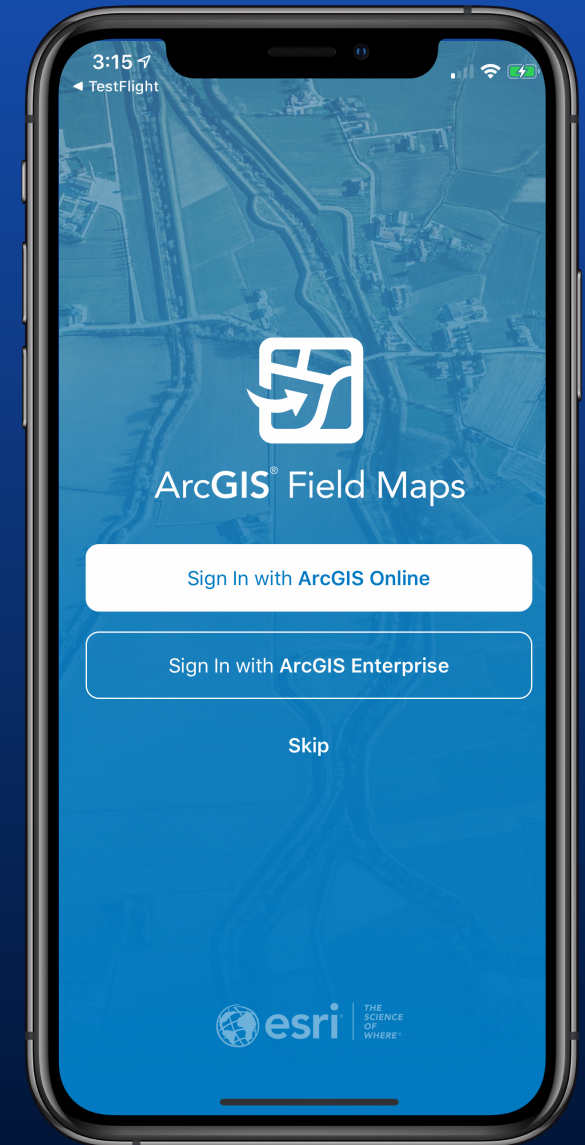 3:15
◀ TestFlight
ArcGIS® Field Maps
Sign In with ArcGIS Online
Sign In with ArcGIS Enterprise
Skip
esri
THE
SCIENCE
OF
WHERE®